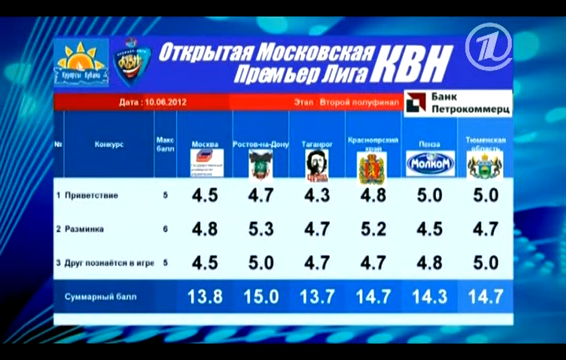 Открытая Московская
Премьер Лига КВН
Курорты Кубани
КВН
1
Дата : 10.06.2012 Этап : Второй полуфинал Банк Петрокоммерц
№ Конкурс Макс балл Москва Ростов-на-Дону Таганрог Красноярский край Пенза Тюменская область
МолКом
1 Приветствие 5 4.5 4.7 4.3 4.8 5.0 5.0
2 Разминка 6 4.8 5.3 4.7 5.2 4.5 4.7
3 Друг познаётся в игре 5 4.5 5.0 4.7 4.7 4.8 5.0
Суммарный балл 13.8 15.0 13.7 14.7 14.3 14.7